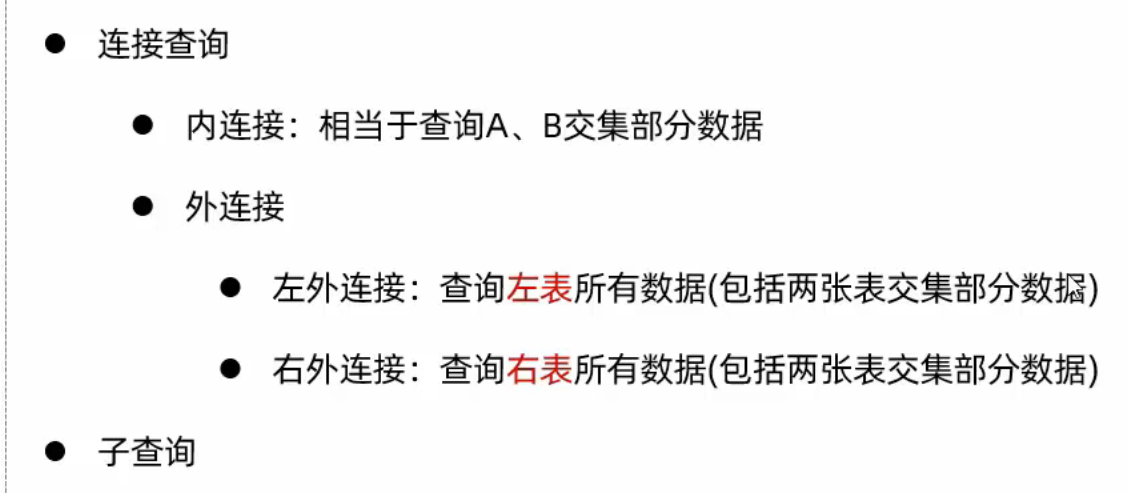 连接查询
内连接：相当于查询A、B交集部分数据
外连接
左外连接：查询左表所有数据(包括两张表交集部分数据)
右外连接：查询右表所有数据(包括两张表交集部分数据)
子查询